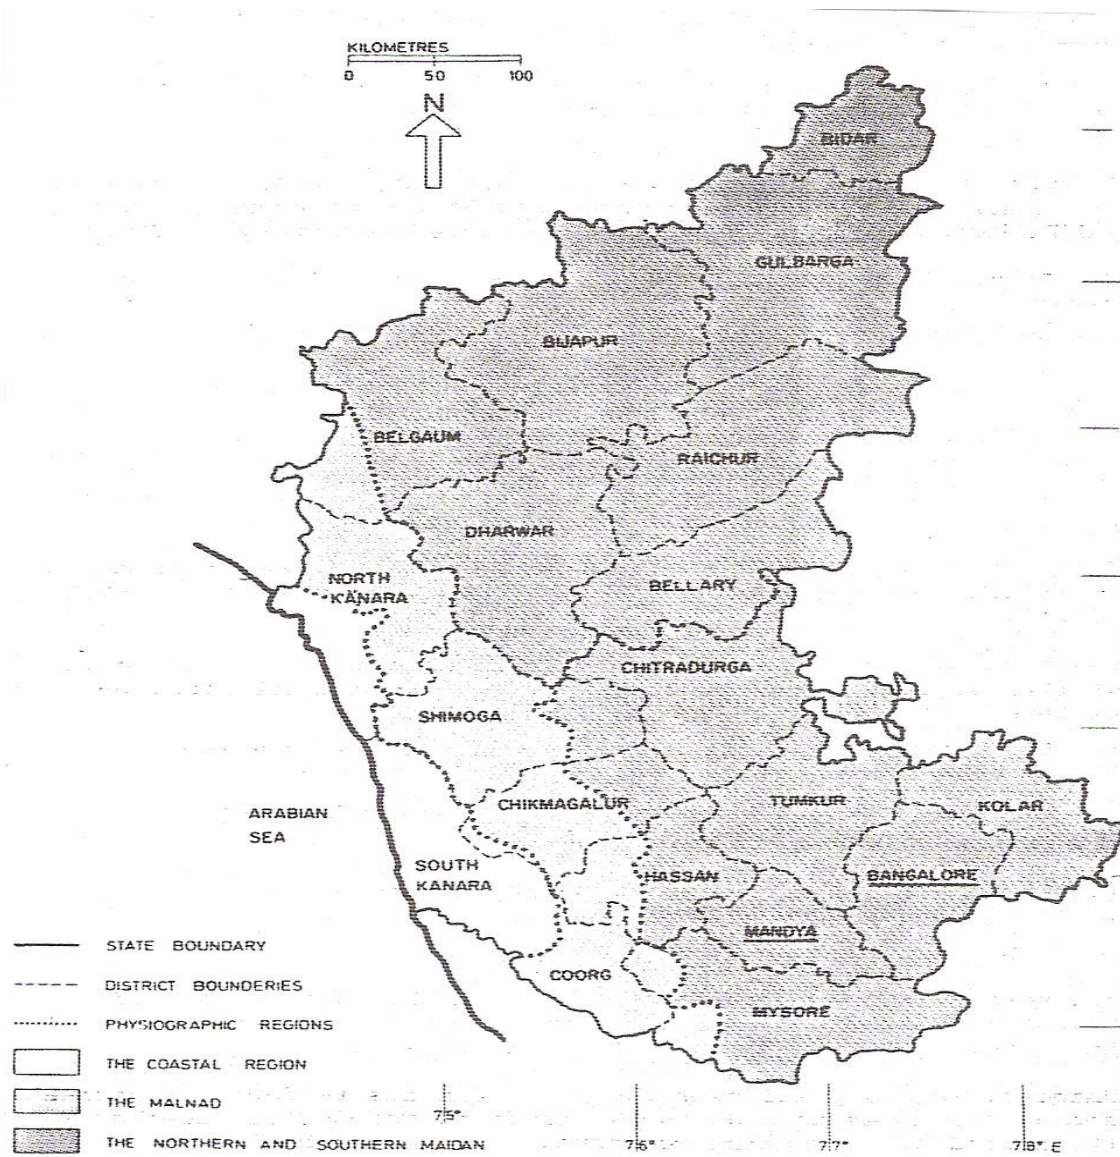 KILOMETRES
0 50 100
N
BIDAR
GULBARGA
BIJAPUR
BELGAUM
RAICHUR
DHARWAR
NORTH
KANARA
BELLARY
CHITRADURGA
SHIMOGA
CHIKMAGALUR
TUMKUR
KOLAR
ARABIAN
SEA
SOUTH
KANARA
HASSAN
BANGALORE
MANDYA
COORG
MYSORE
STATE BOUNDARY
DISTRICT BOUNDERIES
PHYSIOGRAPHIC REGIONS
THE COASTAL REGION
THE MALNAD
THE NORTHERN AND SOUTHERN MAIDAN
75° 76° 77° 78° E